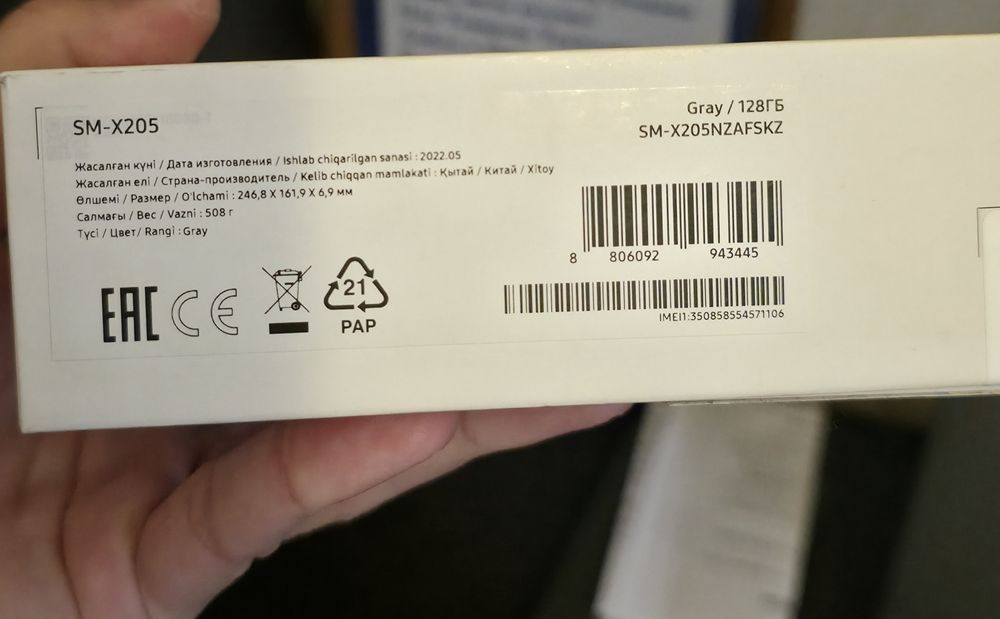 SM-X205
Gray / 128ГБ
SM-X205NZAFSKZ
Жасалған күні / Дата изготовления / Ishlab chiqarilgan sanasi : 2022.05
Жасалған елі / Страна-производитель / Kelib chiqqan mamlakati : Қытай / Китай / Xitoy
Өлшемі / Размер / O'lchami : 246,8 X 161,9 X 6,9 мм
Салмағы / Вес / Vazni : 508 г
Түсі / Цвет/ Rangi : Gray
8 806092 943445
IMEI1:350858554571106
EAC CE
21
PAP